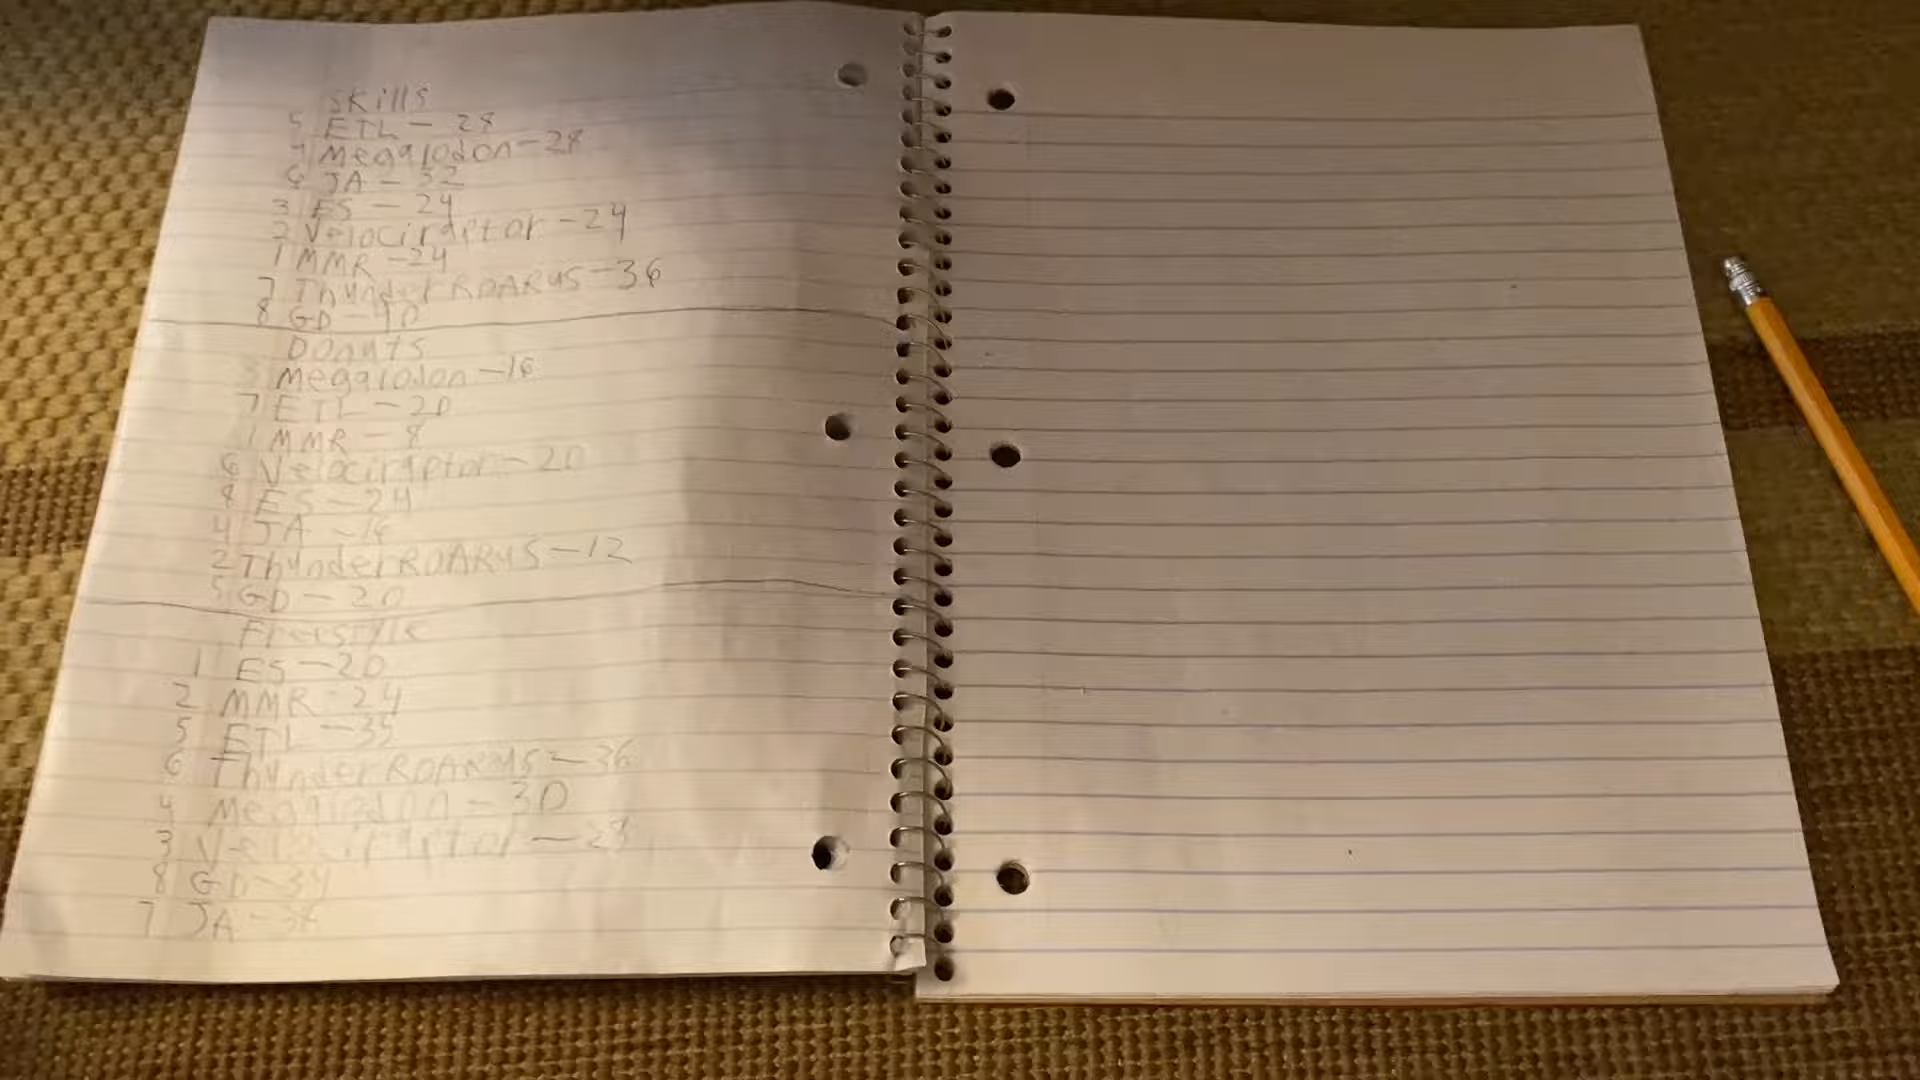 Skills
5 ETL - 28
4 Megalodon - 28
6 JA - 32
3 ES - 24
2 Velociraptor - 24
1 MMR - 24
7 ThunderROARUS - 36
8 GD - 40
Donuts
3 Megalodon - 16
7 ETL - 20
1 MMR - 8
6 Velociraptor - 20
8 ES - 24
4 JA - 16
2 ThunderROARUS - 12
5 GD - 20
Freestyle
1 ES - 20
2 MMR - 24
5 ETL - 35
6 ThunderROARUS - 36
4 Megalodon - 30
3 Velociraptor - 28
8 GD -
7 JA -